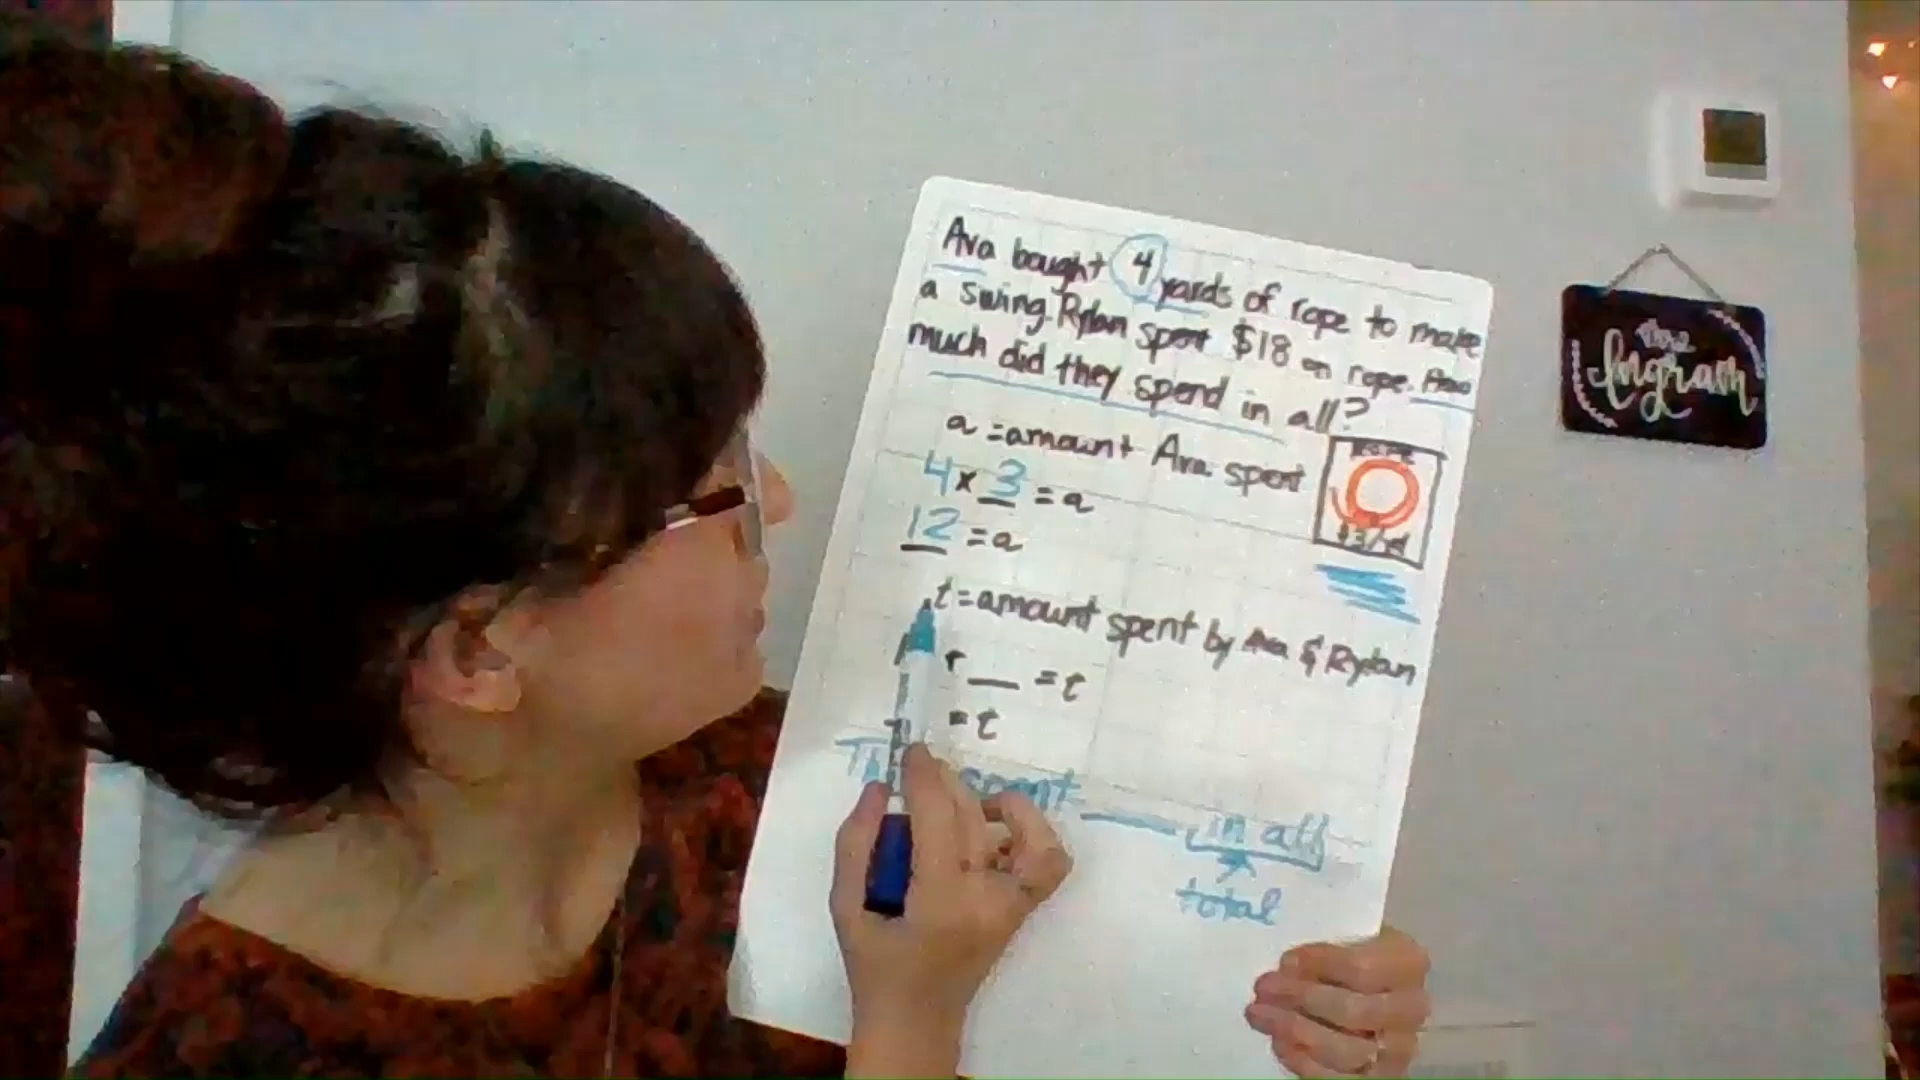 Ava bought 4 yards of rope to make
a swing. Rylan spent $18 on rope. How
much did they spend in all?
a = amount Ava spent
4 x 3 = a
12 = a
$3/yd
t = amount spent by Ava & Rylan
= t
= t
spent in all
total
Ingram